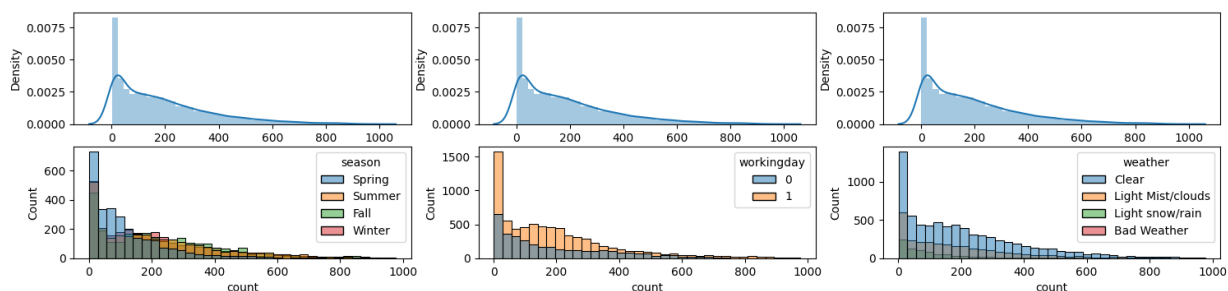 0.0075
0.0050
0.0025
0.0000
Density
0 200 400 600 800 1000
0.0075
0.0050
0.0025
0.0000
Density
0 200 400 600 800 1000
0.0075
0.0050
0.0025
0.0000
Density
0 200 400 600 800 1000
600
400
200
0
Count
season
Spring
Summer
Fall
Winter
0 200 400 600 800 1000
count
1500
1000
500
0
Count
workingday
0
1
0 200 400 600 800 1000
count
1000
500
0
Count
weather
Clear
Light Mist/clouds
Light snow/rain
Bad Weather
0 200 400 600 800 1000
count